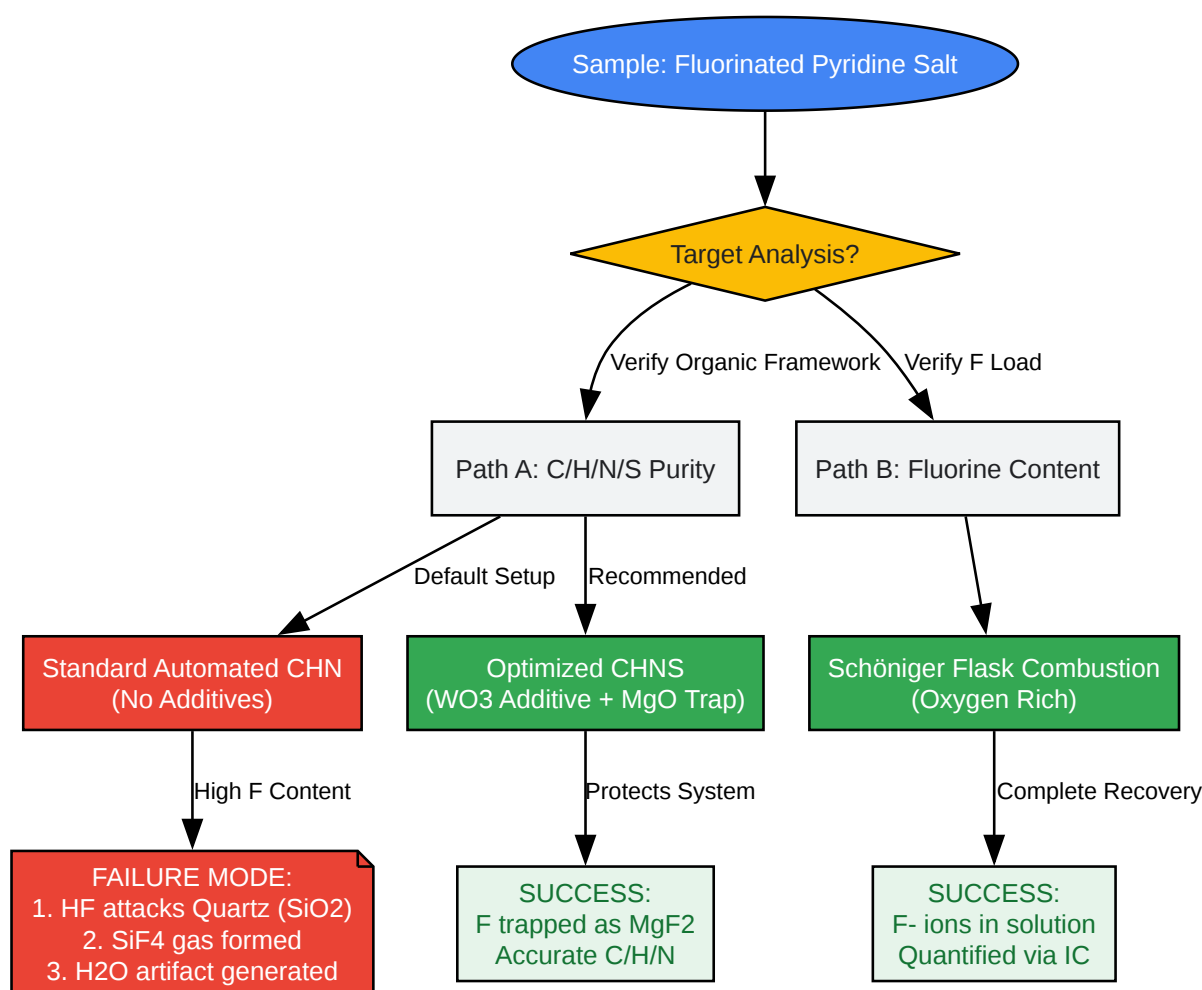 Sample: Fluorinated Pyridine Salt
Target Analysis?
Verify Organic Framework
Verify F Load
Path A: C/H/N/S Purity
Path B: Fluorine Content
Default Setup
Recommended
Standard Automated CHN
(No Additives)
Optimized CHNS
(WO3 Additive + MgO Trap)
Schöniger Flask Combustion
(Oxygen Rich)
High F Content
Protects System
Complete Recovery
FAILURE MODE:
1. HF attacks Quartz (SiO2)
2. SiF4 gas formed
3. H2O artifact generated
SUCCESS:
F trapped as MgF2
Accurate C/H/N
SUCCESS:
F- ions in solution
Quantified via IC